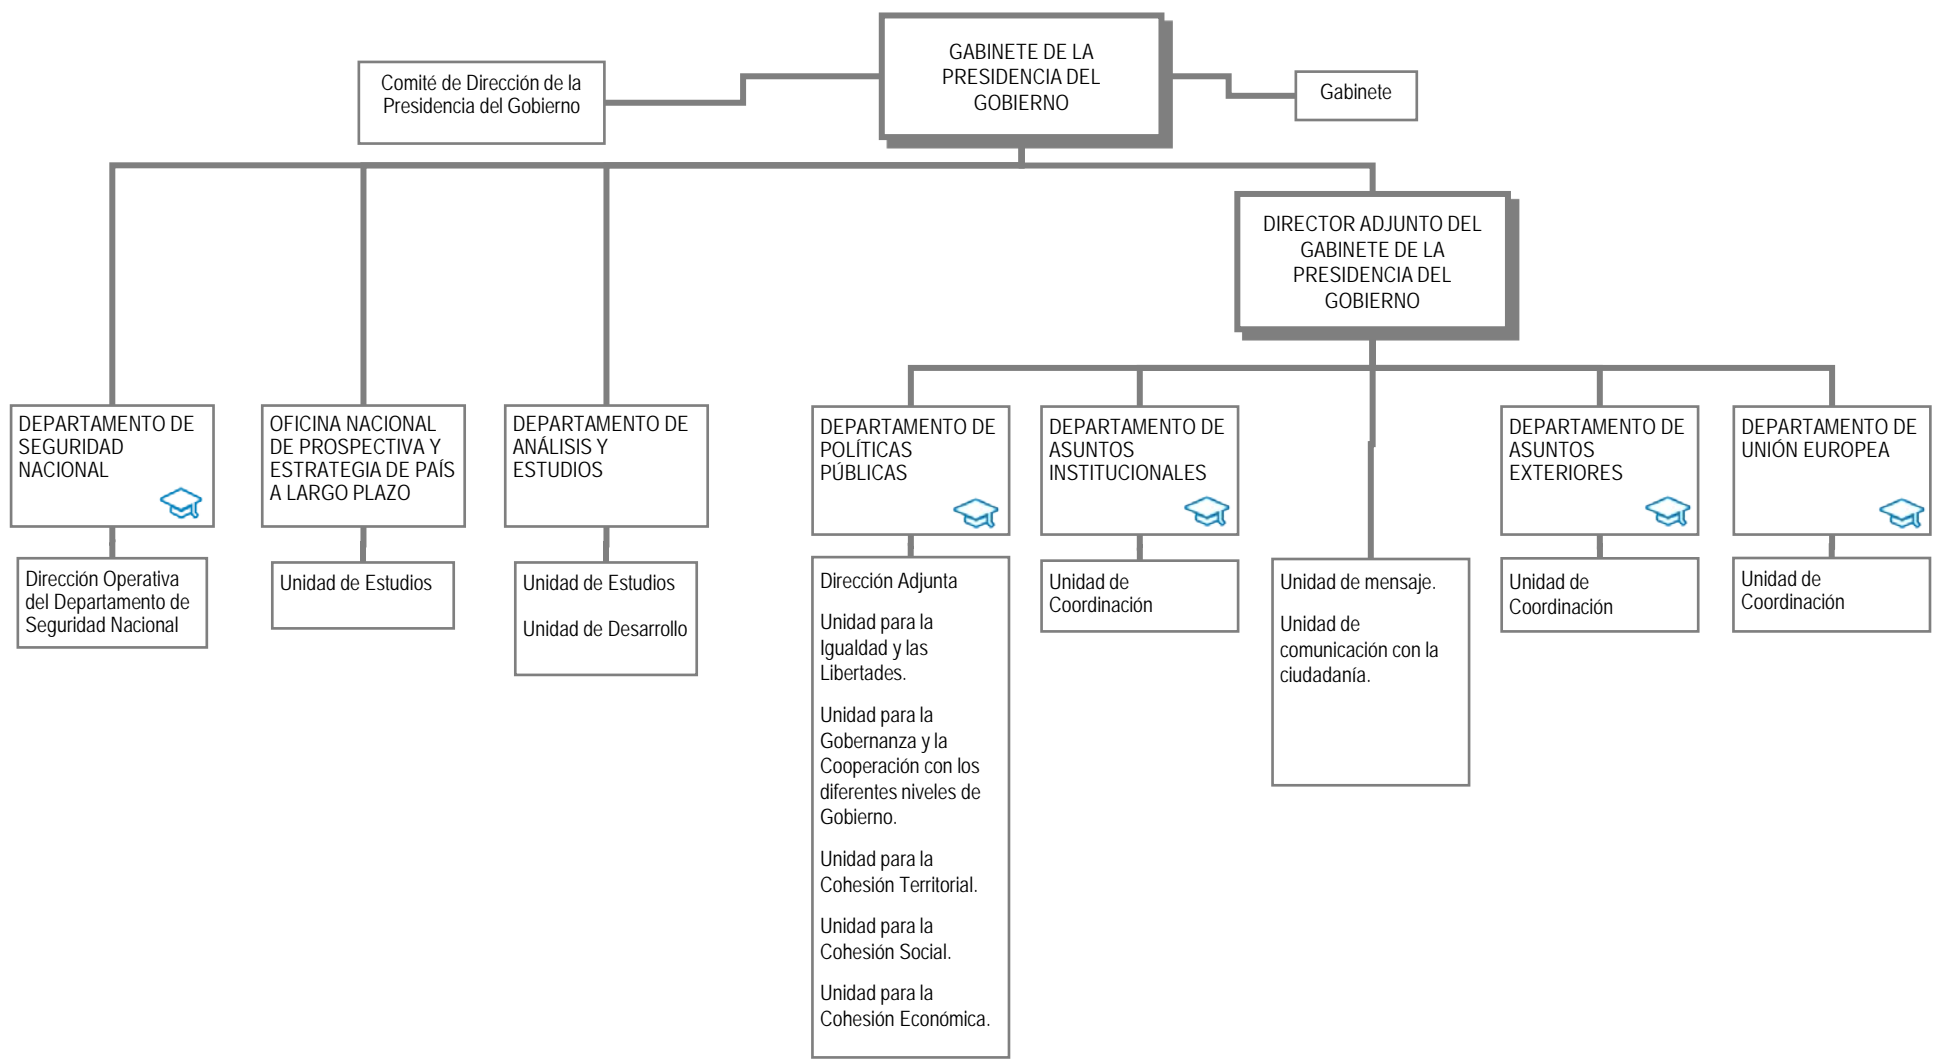 GABINETE DE LA
PRESIDENCIA DEL
GOBIERNO
Comité de Dirección de la
Presidencia del Gobierno
Gabinete
DIRECTOR ADJUNTO DEL
GABINETE DE LA
PRESIDENCIA DEL
GOBIERNO
DEPARTAMENTO DE
SEGURIDAD
NACIONAL
OFICINA NACIONAL
DE PROSPECTIVA Y
ESTRATEGIA DE PAÍS
A LARGO PLAZO
DEPARTAMENTO DE
ANÁLISIS Y
ESTUDIOS
DEPARTAMENTO DE
POLÍTICAS
PÚBLICAS
DEPARTAMENTO DE
ASUNTOS
INSTITUCIONALES
DEPARTAMENTO DE
ASUNTOS
EXTERIORES
DEPARTAMENTO DE
UNIÓN EUROPEA
Dirección Operativa
del Departamento de
Seguridad Nacional
Unidad de Estudios
Unidad de Estudios
Unidad de Desarrollo
Dirección Adjunta
Unidad para la
Igualdad y las
Libertades.
Unidad para la
Gobernanza y la
Cooperación con los
diferentes niveles de
Gobierno.
Unidad para la
Cohesión Territorial.
Unidad para la
Cohesión Social.
Unidad para la
Cohesión Económica.
Unidad de
Coordinación
Unidad de mensaje.
Unidad de
comunicación con la
ciudadanía.
Unidad de
Coordinación
Unidad de
Coordinación